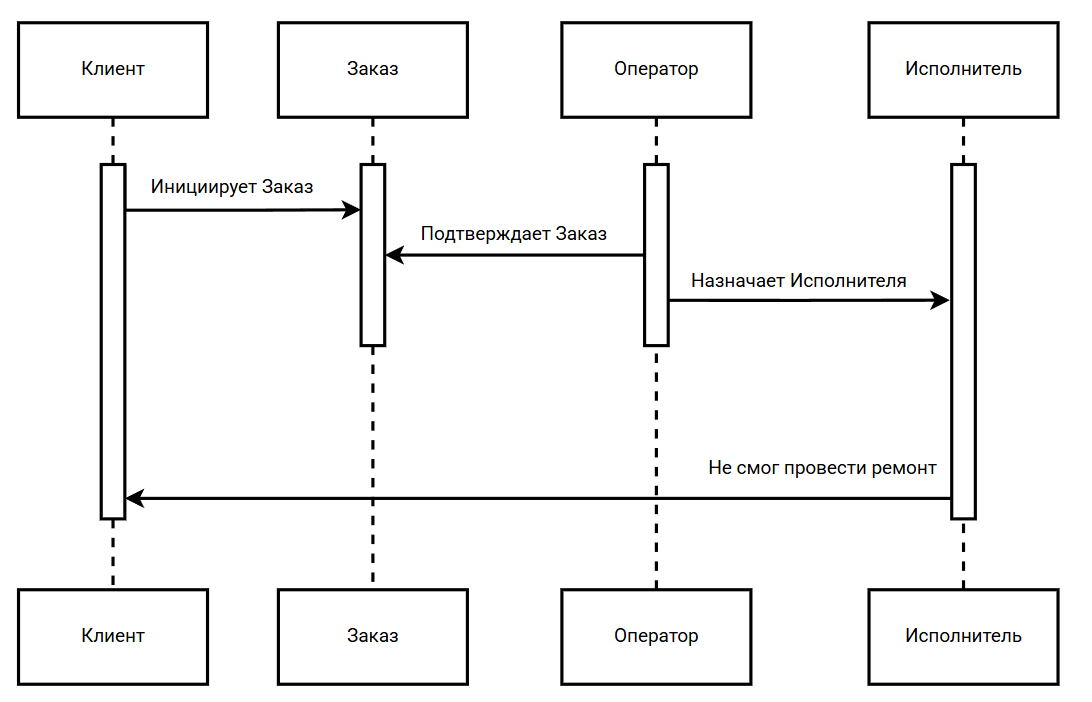 Клиент
Заказ
Оператор
Исполнитель
Инициирует Заказ
Подтверждает Заказ
Назначает Исполнителя
Не смог провести ремонт
Клиент
Заказ
Оператор
Исполнитель